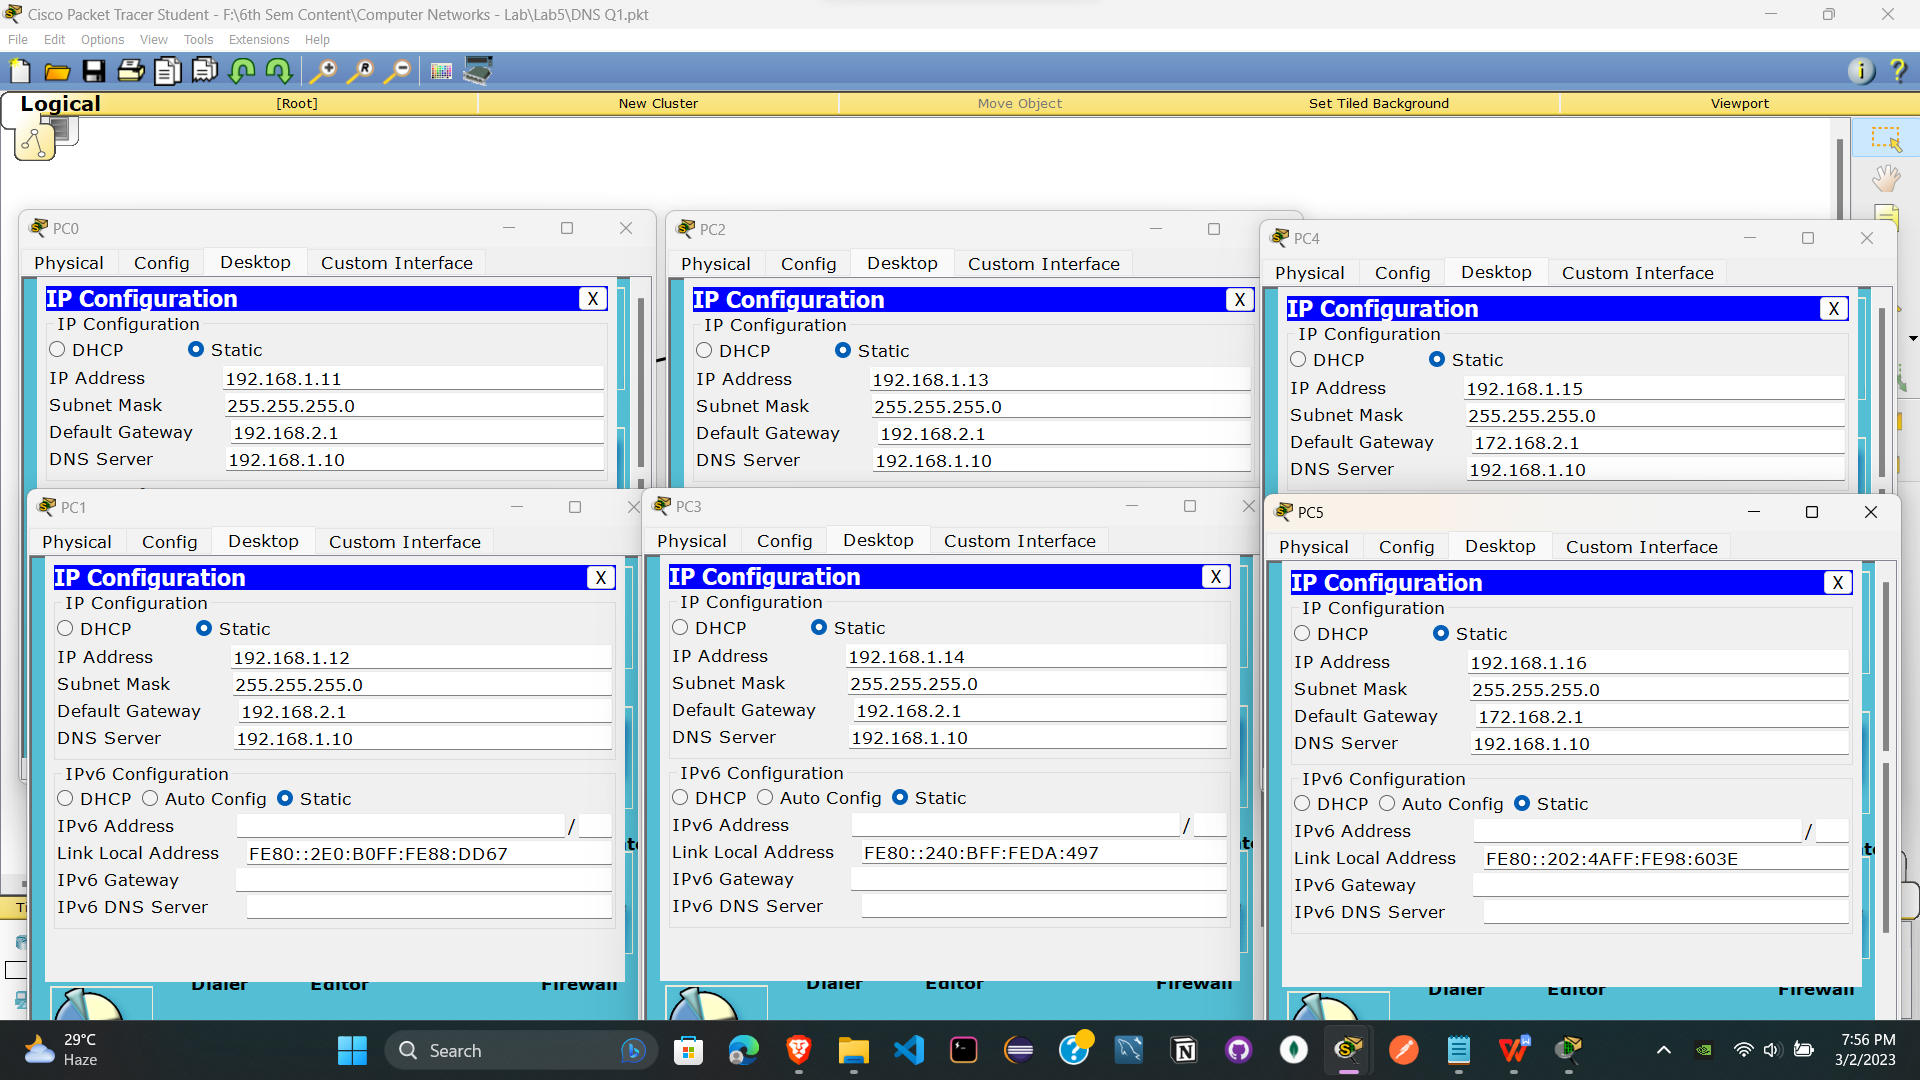 Cisco Packet Tracer Student - F:\6th Sem Content\Computer Networks - Lab\Lab5\DNS Q1.pkt
File Edit Options View Tools Extensions Help
Logical [Root] New Cluster Move Object Set Tiled Background Viewport
PC0
Physical Config Desktop Custom Interface
IP Configuration X
IP Configuration
DHCP Static
IP Address 192.168.1.11
Subnet Mask 255.255.255.0
Default Gateway 192.168.2.1
DNS Server 192.168.1.10
PC2
Physical Config Desktop Custom Interface
IP Configuration X
IP Configuration
DHCP Static
IP Address 192.168.1.13
Subnet Mask 255.255.255.0
Default Gateway 192.168.2.1
DNS Server 192.168.1.10
PC4
Physical Config Desktop Custom Interface
IP Configuration X
IP Configuration
DHCP Static
IP Address 192.168.1.15
Subnet Mask 255.255.255.0
Default Gateway 172.168.2.1
DNS Server 192.168.1.10
PC1
Physical Config Desktop Custom Interface
IP Configuration X
IP Configuration
DHCP Static
IP Address 192.168.1.12
Subnet Mask 255.255.255.0
Default Gateway 192.168.2.1
DNS Server 192.168.1.10
IPv6 Configuration
DHCP Auto Config Static
IPv6 Address /
Link Local Address FE80::2E0:B0FF:FE88:DD67
IPv6 Gateway
IPv6 DNS Server
Dialer Editor Firewall
PC3
Physical Config Desktop Custom Interface
IP Configuration X
IP Configuration
DHCP Static
IP Address 192.168.1.14
Subnet Mask 255.255.255.0
Default Gateway 192.168.2.1
DNS Server 192.168.1.10
IPv6 Configuration
DHCP Auto Config Static
IPv6 Address /
Link Local Address FE80::240:BFF:FEDA:497
IPv6 Gateway
IPv6 DNS Server
Dialer Editor Firewall
PC5
Physical Config Desktop Custom Interface
IP Configuration X
IP Configuration
DHCP Static
IP Address 192.168.1.16
Subnet Mask 255.255.255.0
Default Gateway 172.168.2.1
DNS Server 192.168.1.10
IPv6 Configuration
DHCP Auto Config Static
IPv6 Address /
Link Local Address FE80::202:4AFF:FE98:603E
IPv6 Gateway
IPv6 DNS Server
Dialer Editor Firewall
29°C
Haze
Search
7:56 PM
3/2/2023